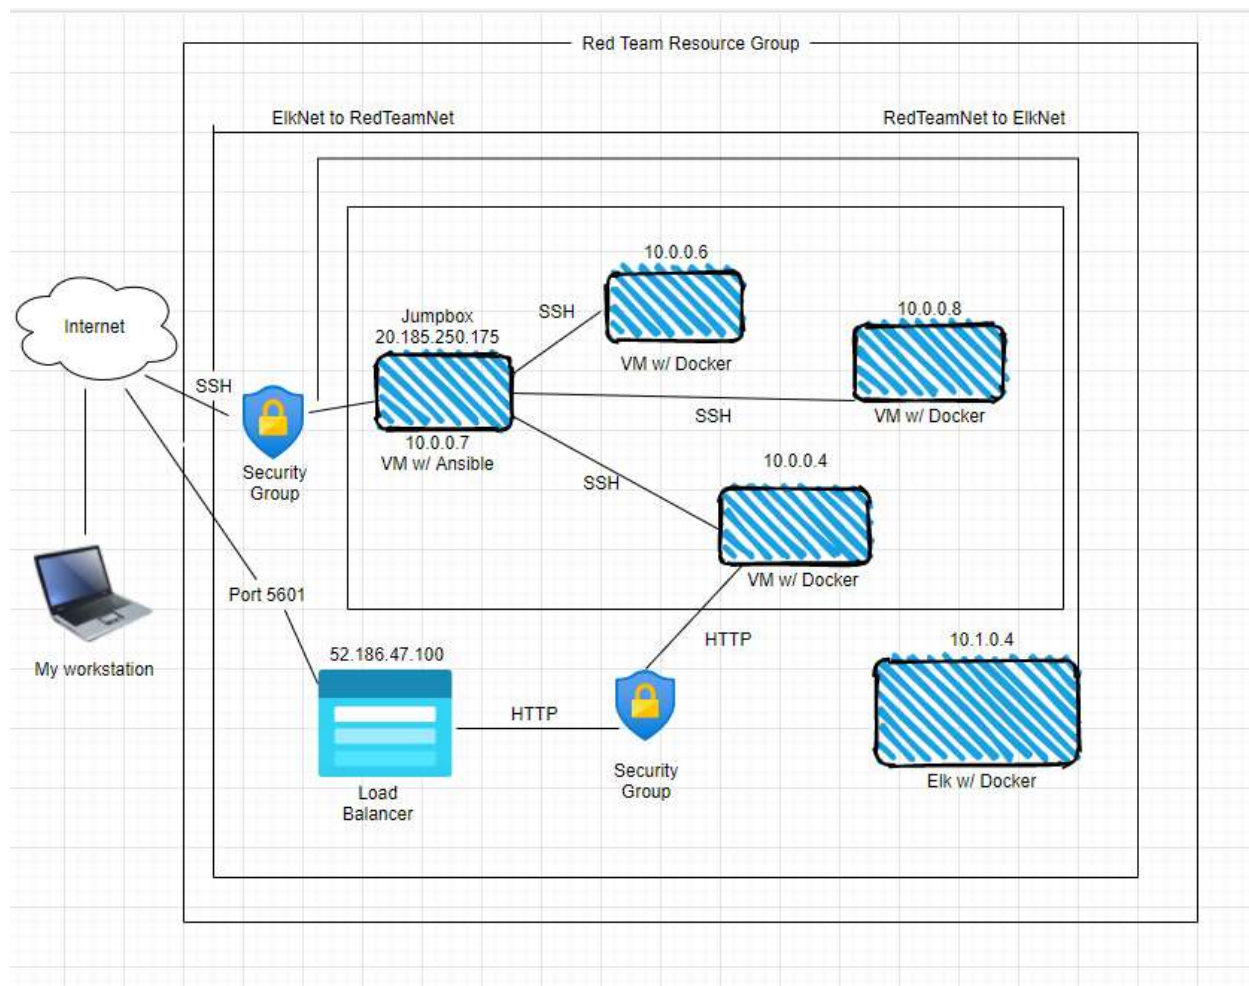 Red Team Resource Group
ElkNet to RedTeamNet
RedTeamNet to ElkNet
10.0.0.6
SSH
VM w/ Docker
10.0.0.8
VM w/ Docker
Internet
Jumpbox
20.185.250.175
SSH
10.0.0.7
VM w/ Ansible
SSH
Security
Group
SSH
10.0.0.4
VM w/ Docker
Port 5601
My workstation
52.186.47.100
HTTP
HTTP
10.1.0.4
Load
Balancer
Security
Group
Elk w/ Docker